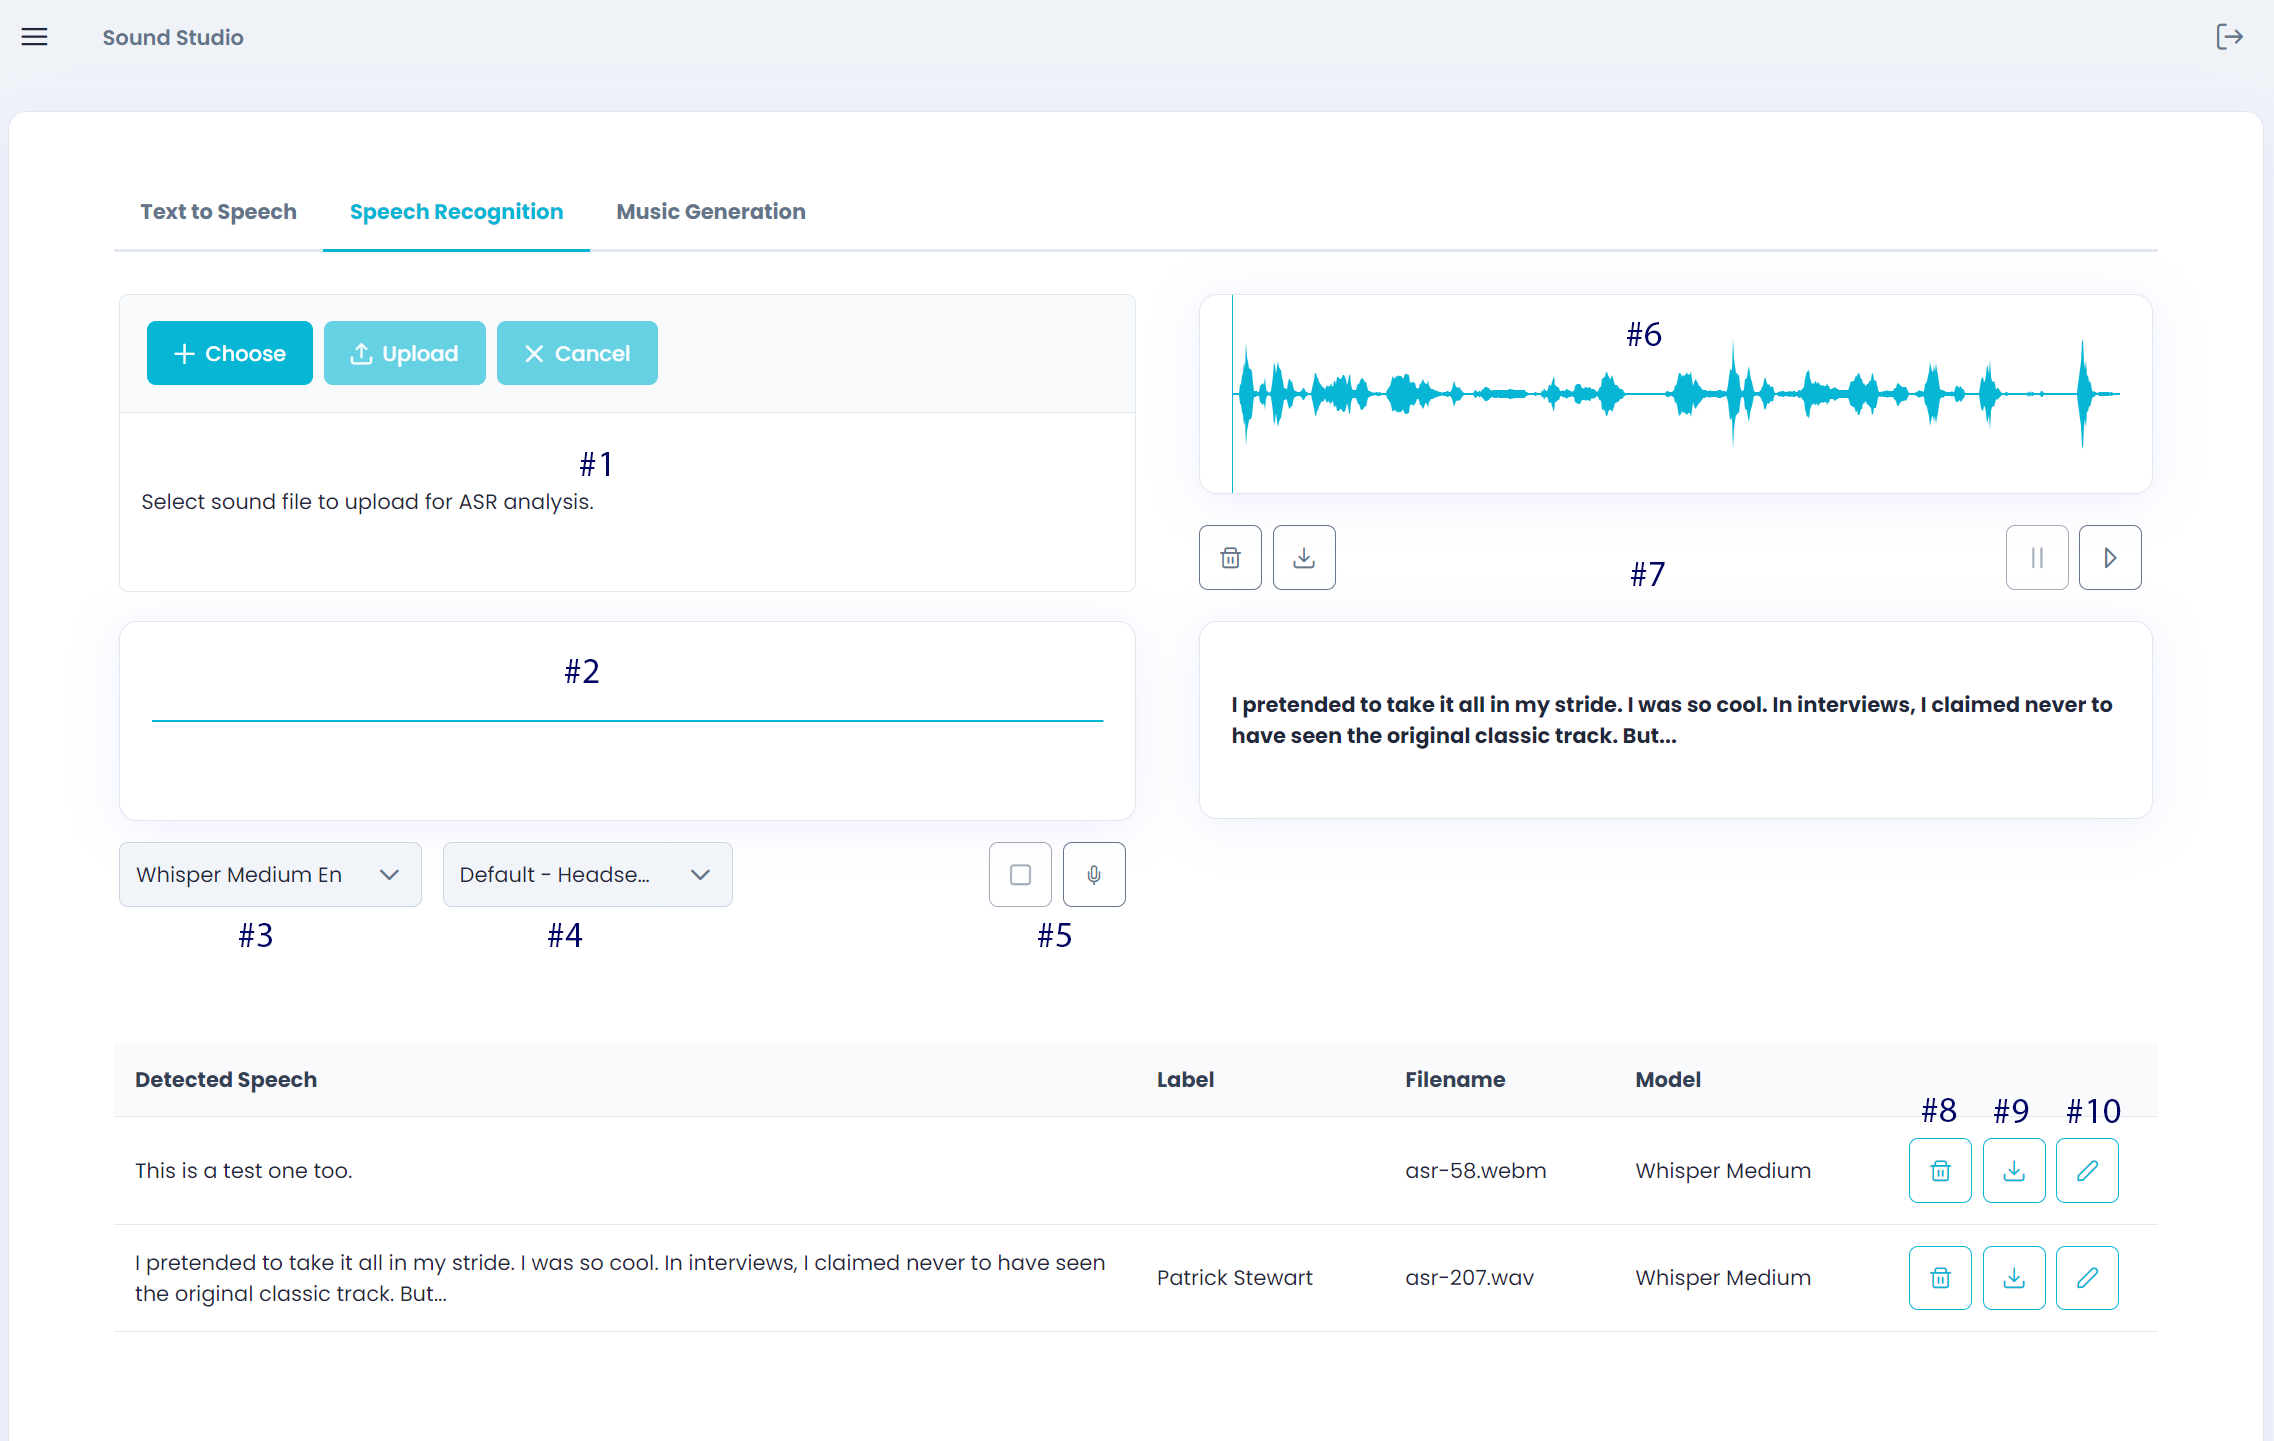 Sound Studio
Text to Speech
Speech Recognition
Music Generation
Choose
Upload
Cancel
#1
Select sound file to upload for ASR analysis.
#6
#7
#2
I pretended to take it all in my stride. I was so cool. In interviews, I claimed never to
have seen the original classic track. But...
Whisper Medium En
Default - Headse...
#3
#4
#5
Detected Speech
Label
Filename
Model
#8
#9
#10
This is a test one too.
asr-58.webm
Whisper Medium
I pretended to take it all in my stride. I was so cool. In interviews, I claimed never to have seen
the original classic track. But...
Patrick Stewart
asr-207.wav
Whisper Medium